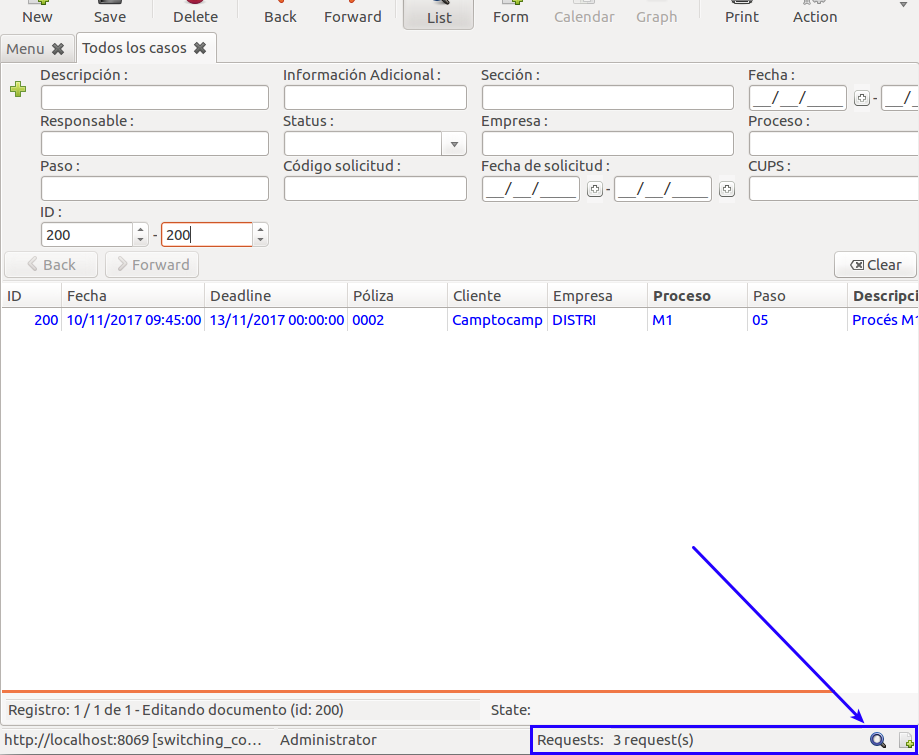 New Save Delete Back Forward List Form Calendar Graph Print Action
Menu Todos los casos
Descripción : Información Adicional : Sección : Fecha :
__/__/____ - __/
Responsable : Status : Empresa : Proceso :
Paso : Código solicitud : Fecha de solicitud : CUPS :
__/__/____ - __/__/____
ID :
200 - 200
Back Forward Clear
ID Fecha Deadline Póliza Cliente Empresa Proceso Paso Descripci
200 10/11/2017 09:45:00 13/11/2017 00:00:00 0002 Camptocamp DISTRI M1 05 Procés M1
Registro: 1 / 1 de 1 - Editando documento (id: 200) State:
http://localhost:8069 [switching_co... Administrator Requests: 3 request(s)